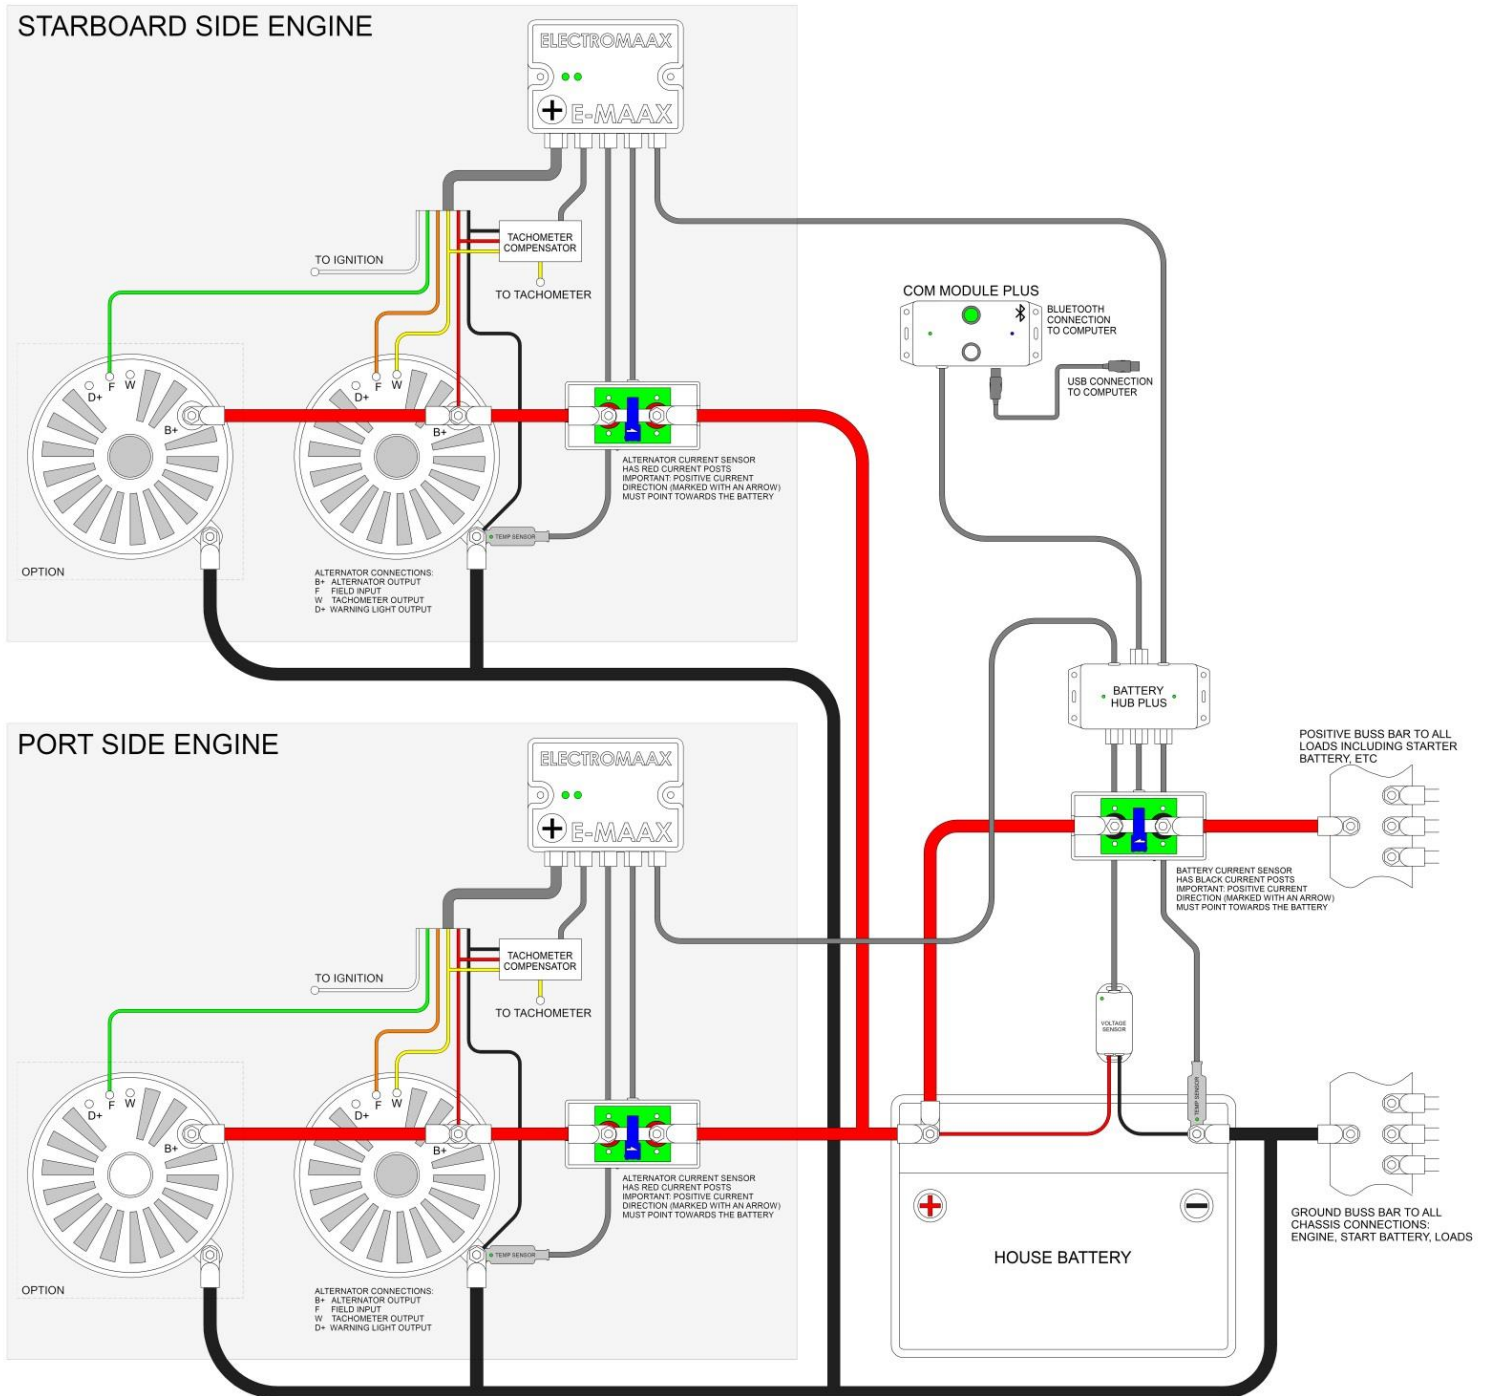 STARBOARD SIDE ENGINE
ELECTROMAAX
E-MAAX
TACHOMETER
COMPENSATOR
TO IGNITION
TO TACHOMETER
D+
F
W
B+
D+
F
W
B+
ALTERNATOR CURRENT SENSOR
HAS RED CURRENT POSTS
IMPORTANT: POSITIVE CURRENT
DIRECTION (MARKED WITH AN ARROW)
MUST POINT TOWARDS THE BATTERY
TEMP SENSOR
OPTION
ALTERNATOR CONNECTIONS:
B+ ALTERNATOR OUTPUT
F FIELD INPUT
W TACHOMETER OUTPUT
D+ WARNING LIGHT OUTPUT
COM MODULE PLUS
BLUETOOTH
CONNECTION
TO COMPUTER
USB CONNECTION
TO COMPUTER
BATTERY
HUB PLUS
POSITIVE BUSS BAR TO ALL
LOADS INCLUDING STARTER
BATTERY, ETC
BATTERY CURRENT SENSOR
HAS BLACK CURRENT POSTS
IMPORTANT: POSITIVE CURRENT
DIRECTION (MARKED WITH AN ARROW)
MUST POINT TOWARDS THE BATTERY
PORT SIDE ENGINE
ELECTROMAAX
E-MAAX
TACHOMETER
COMPENSATOR
TO IGNITION
TO TACHOMETER
D+
F
W
B+
D+
F
W
B+
ALTERNATOR CURRENT SENSOR
HAS RED CURRENT POSTS
IMPORTANT: POSITIVE CURRENT
DIRECTION (MARKED WITH AN ARROW)
MUST POINT TOWARDS THE BATTERY
TEMP SENSOR
OPTION
ALTERNATOR CONNECTIONS:
B+ ALTERNATOR OUTPUT
F FIELD INPUT
W TACHOMETER OUTPUT
D+ WARNING LIGHT OUTPUT
VOLTAGE
SENSOR
TEMP SENSOR
HOUSE BATTERY
GROUND BUSS BAR TO ALL
CHASSIS CONNECTIONS:
ENGINE, START BATTERY, LOADS